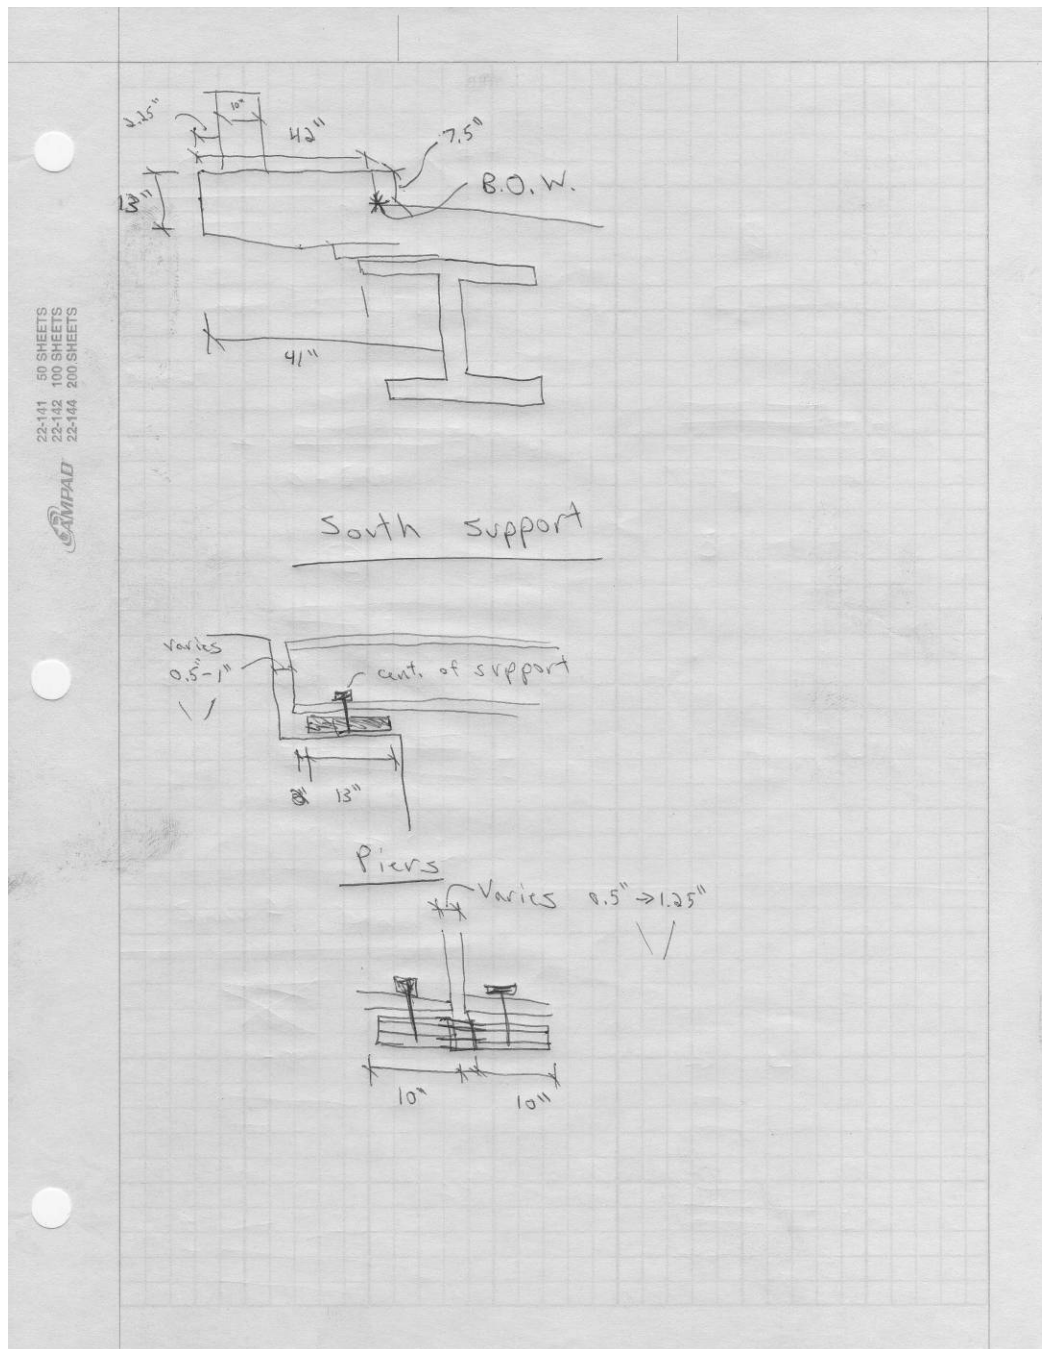 2.25"
10"
42"
7.5"
B.O.W.
13"
41"
22-141 50 SHEETS
22-142 100 SHEETS
22-144 200 SHEETS
AMPAD
South Support
varies
0.5"-1"
cent. of support
13"
Piers
Varies 0.5" → 1.25"
10"
10"